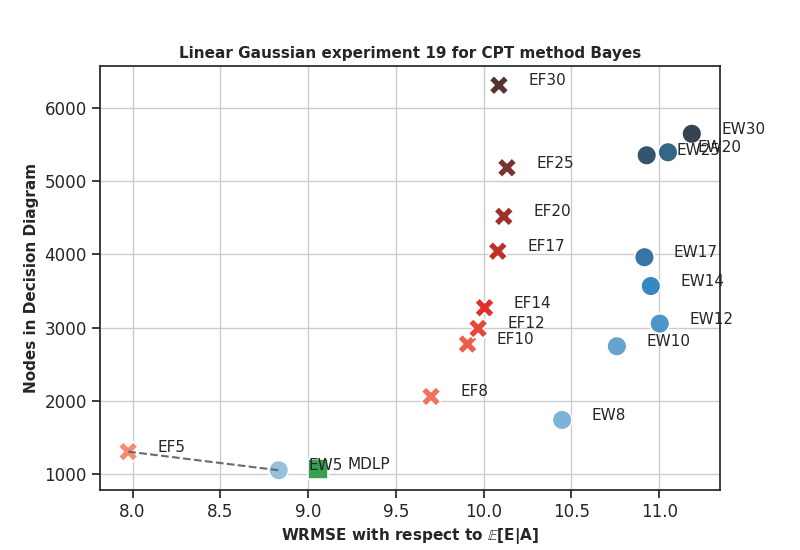 Linear Gaussian experiment 19 for CPT method Bayes
Nodes in Decision Diagram
6000
5000
4000
3000
2000
1000
EF30
EW30
EW20
EW25
EF25
EF20
EF17
EW17
EW14
EF14
EF12
EW12
EF10
EW10
EF8
EW8
EF5
EW5
MDLP
8.0
8.5
9.0
9.5
10.0
10.5
11.0
WRMSE with respect to 𝔼[E|A]